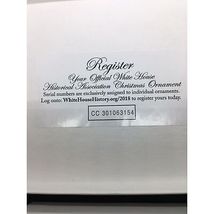 Register
Your Official White House
Historical Association Christmas Ornament
Serial numbers are exclusively assigned to individual ornaments.
Log onto: WhiteHouseHistory.org/2018 to register yours today.
CC 301063154